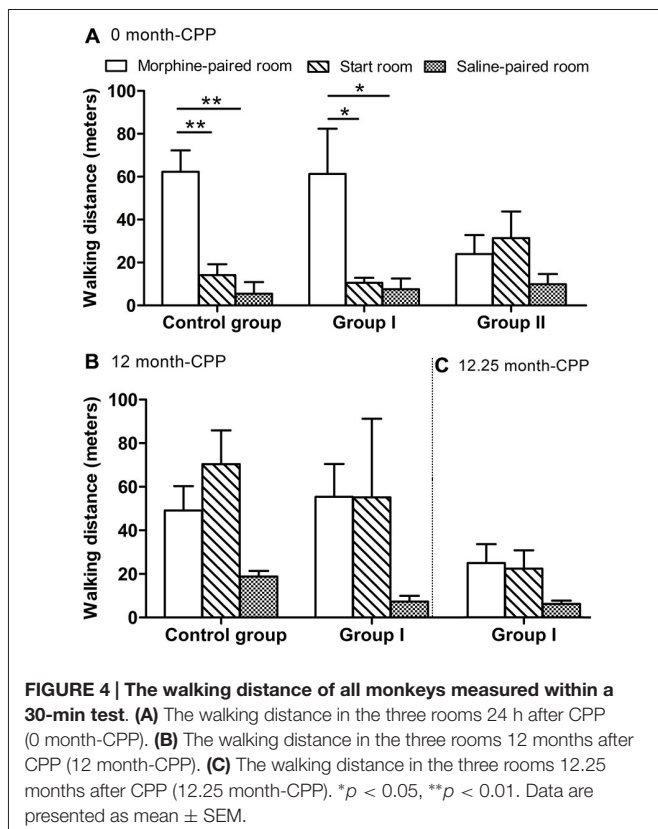 A 0 month-CPP
Morphine-paired room Start room Saline-paired room
Walking distance (meters)
100
80
60
40
20
0
**
**
*
*
Control group Group I Group II
B 12 month-CPP
C 12.25 month-CPP
Walking distance (meters)
100
80
60
40
20
0
Control group Group I Group I
FIGURE 4 | The walking distance of all monkeys measured within a
30-min test. (A) The walking distance in the three rooms 24 h after CPP
(0 month-CPP). (B) The walking distance in the three rooms 12 months after
CPP (12 month-CPP). (C) The walking distance in the three rooms 12.25
months after CPP (12.25 month-CPP). *p < 0.05, **p < 0.01. Data are
presented as mean ± SEM.